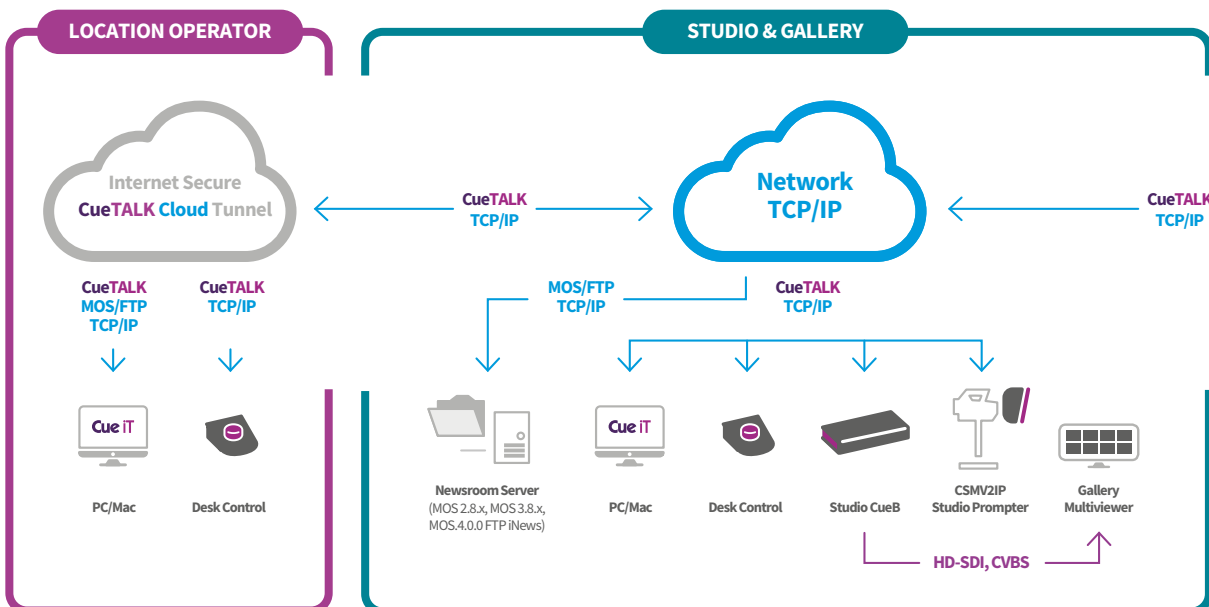 LOCATION OPERATOR
STUDIO & GALLERY
Internet Secure
CueTALK Cloud Tunnel
CueTALK
TCP/IP
Network
TCP/IP
CueTALK
TCP/IP
CueTALK
MOS/FTP
TCP/IP
CueTALK
TCP/IP
MOS/FTP
TCP/IP
CueTALK
TCP/IP
Cue iT
PC/Mac
Desk Control
Newsroom Server
(MOS 2.8.x, MOS 3.8.x,
MOS.4.0.0 FTP iNews)
Cue iT
PC/Mac
Desk Control
Studio CueB
CSMV2IP
Studio Prompter
Gallery
Multiviewer
HD-SDI, CVBS